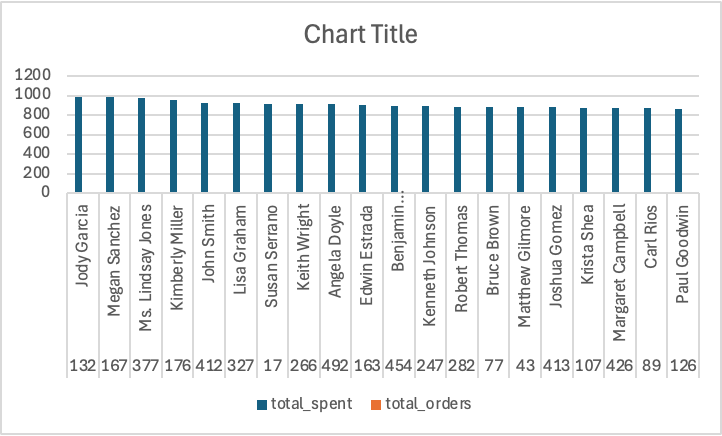 Chart Title
1200
1000
800
600
400
200
0
Jody Garcia
Megan Sanchez
Ms. Lindsay Jones
Kimberly Miller
John Smith
Lisa Graham
Susan Serrano
Keith Wright
Angela Doyle
Edwin Estrada
Benjamin…
Kenneth Johnson
Robert Thomas
Bruce Brown
Matthew Gilmore
Joshua Gomez
Krista Shea
Margaret Campbell
Carl Rios
Paul Goodwin
132 167 377 176 412 327 17 266 492 163 454 247 282 77 43 413 107 426 89 126
total_spent total_orders